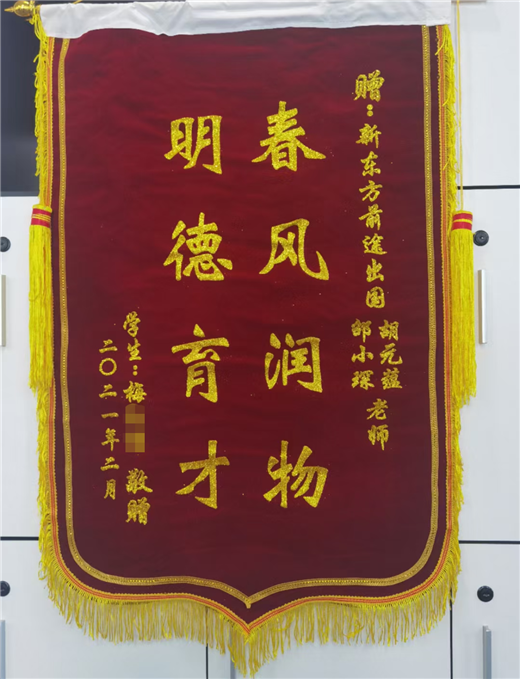 赠：新东方前途出国
胡元蕴
邰小琛 老师
春风润物
明德育才
学生：梅
敬赠
二〇二一年二月